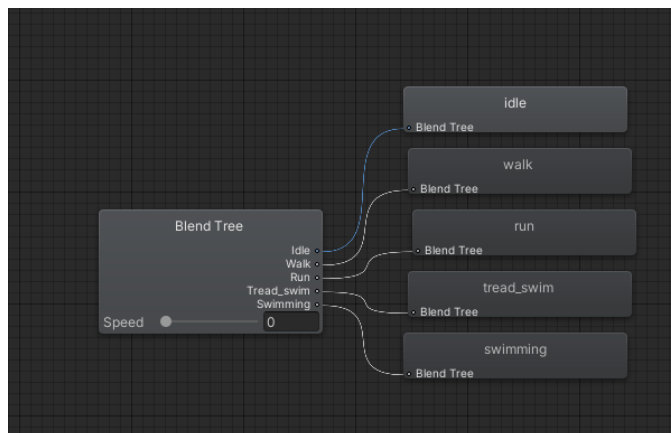 Blend Tree
Idle
Walk
Run
Tread_swim
Swimming
Speed 0
idle
Blend Tree
walk
Blend Tree
run
Blend Tree
tread_swim
Blend Tree
swimming
Blend Tree